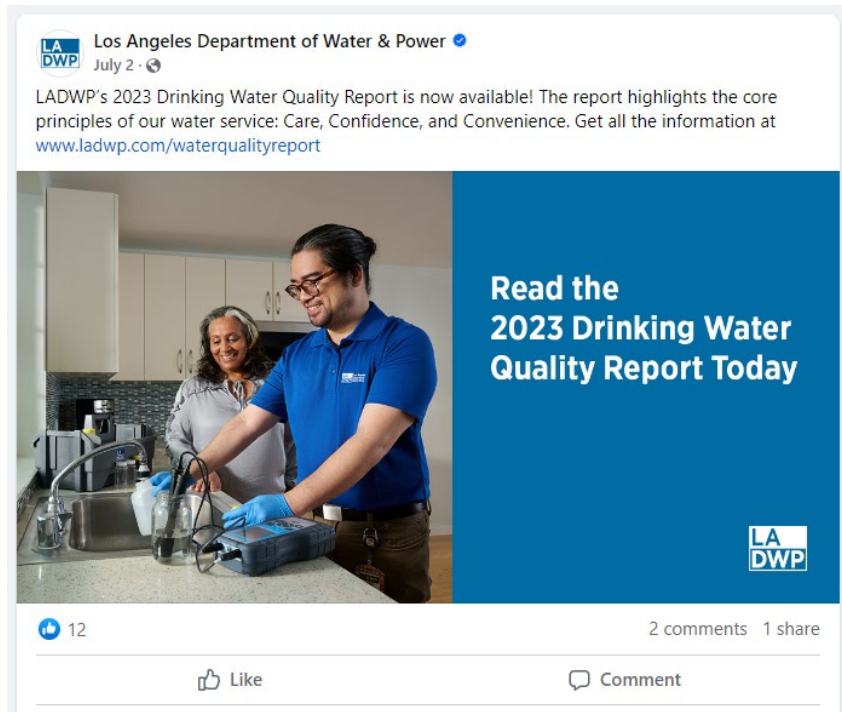 LA
DWP
Los Angeles Department of Water & Power
July 2 ·
LADWP's 2023 Drinking Water Quality Report is now available! The report highlights the core
principles of our water service: Care, Confidence, and Convenience. Get all the information at
www.ladwp.com/waterqualityreport
Read the
2023 Drinking Water
Quality Report Today
LA
DWP
12
2 comments 1 share
Like
Comment